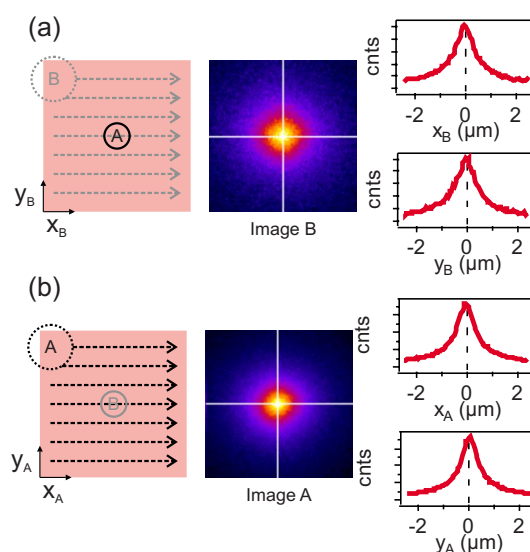 (a)
B
A
y_B
x_B
Image B
cnts
-2 0 2
x_B (µm)
cnts
-2 0 2
y_B (µm)
(b)
A
B
y_A
x_A
Image A
cnts
-2 0 2
x_A (µm)
cnts
-2 0 2
y_A (µm)